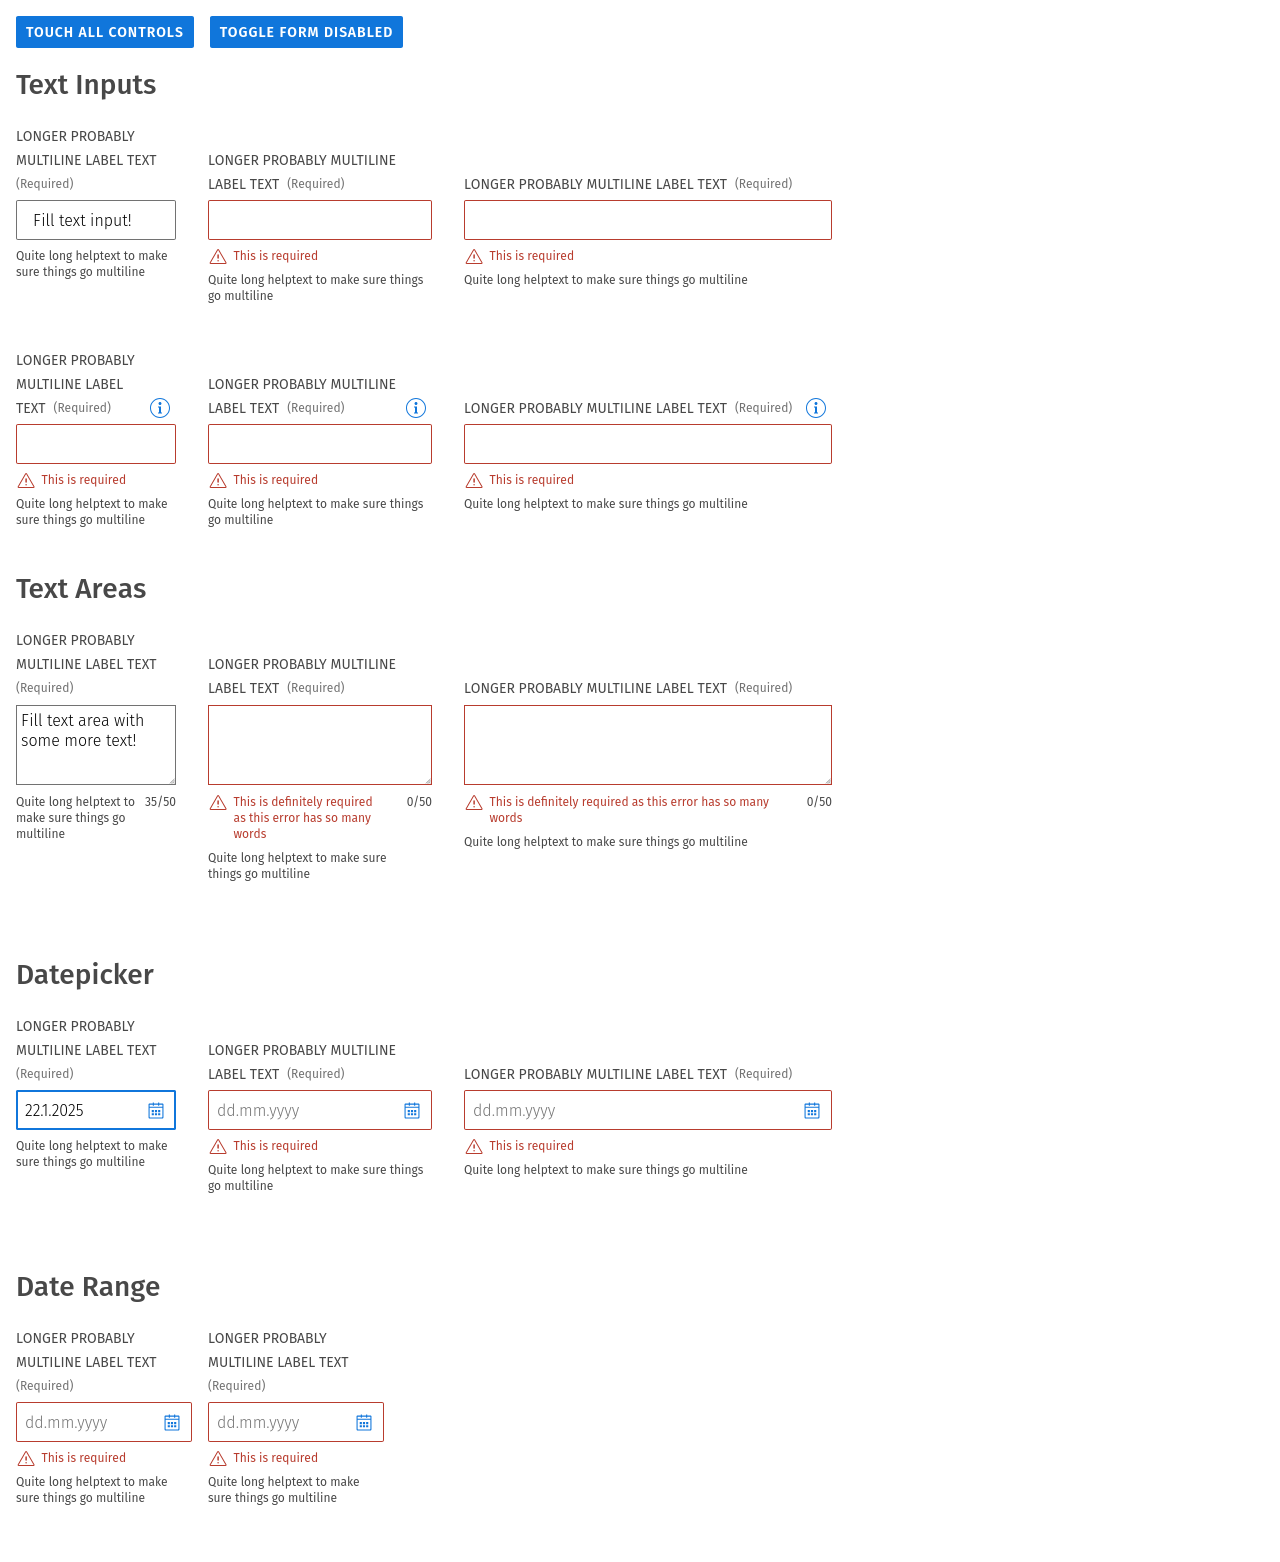 TOUCH ALL CONTROLS
TOGGLE FORM DISABLED
Text Inputs
LONGER PROBABLY
MULTILINE LABEL TEXT
(Required)
Fill text input!
Quite long helptext to make
sure things go multiline
LONGER PROBABLY MULTILINE
LABEL TEXT (Required)
This is required
Quite long helptext to make sure things
go multiline
LONGER PROBABLY MULTILINE LABEL TEXT (Required)
This is required
Quite long helptext to make sure things go multiline
LONGER PROBABLY
MULTILINE LABEL
TEXT (Required)
This is required
Quite long helptext to make
sure things go multiline
LONGER PROBABLY MULTILINE
LABEL TEXT (Required)
This is required
Quite long helptext to make sure things
go multiline
LONGER PROBABLY MULTILINE LABEL TEXT (Required)
This is required
Quite long helptext to make sure things go multiline
Text Areas
LONGER PROBABLY
MULTILINE LABEL TEXT
(Required)
Fill text area with
some more text!
Quite long helptext to 35/50
make sure things go
multiline
LONGER PROBABLY MULTILINE
LABEL TEXT (Required)
This is definitely required 0/50
as this error has so many
words
Quite long helptext to make sure
things go multiline
LONGER PROBABLY MULTILINE LABEL TEXT (Required)
This is definitely required as this error has so many 0/50
words
Quite long helptext to make sure things go multiline
Datepicker
LONGER PROBABLY
MULTILINE LABEL TEXT
(Required)
22.1.2025
Quite long helptext to make
sure things go multiline
LONGER PROBABLY MULTILINE
LABEL TEXT (Required)
dd.mm.yyyy
This is required
Quite long helptext to make sure things
go multiline
LONGER PROBABLY MULTILINE LABEL TEXT (Required)
dd.mm.yyyy
This is required
Quite long helptext to make sure things go multiline
Date Range
LONGER PROBABLY
MULTILINE LABEL TEXT
(Required)
dd.mm.yyyy
This is required
Quite long helptext to make
sure things go multiline
LONGER PROBABLY
MULTILINE LABEL TEXT
(Required)
dd.mm.yyyy
This is required
Quite long helptext to make
sure things go multiline